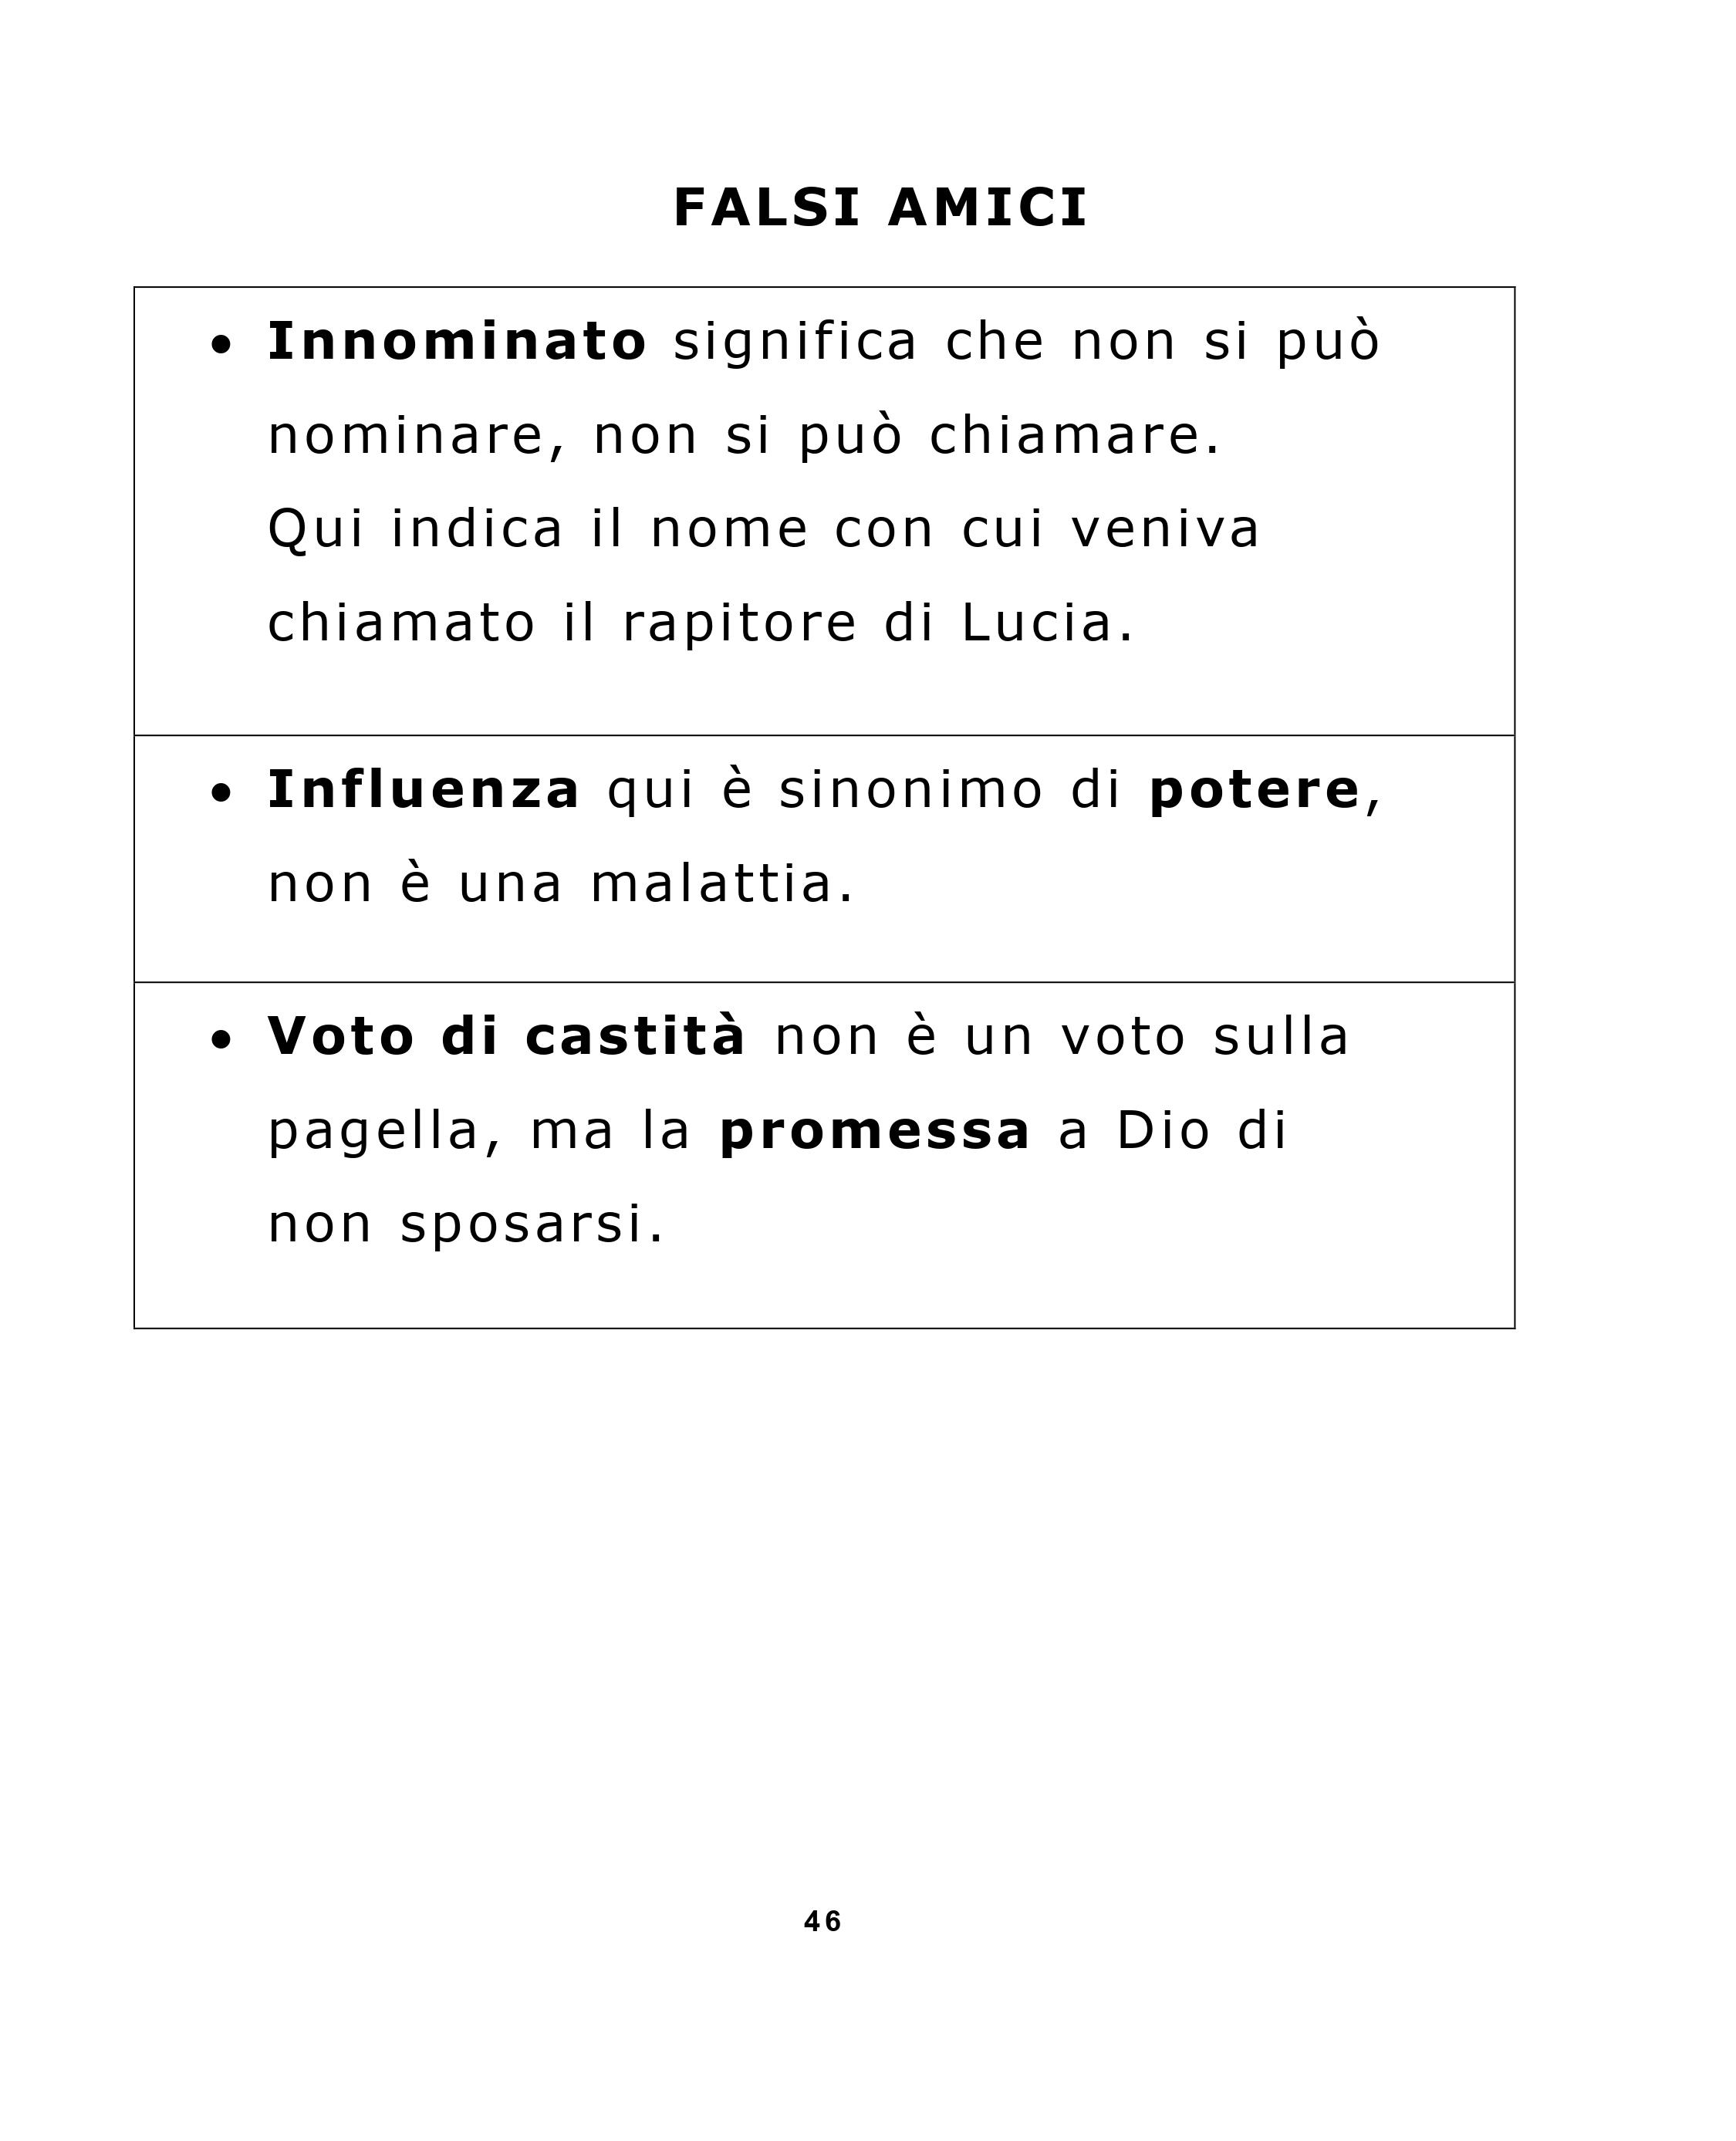 FALSI AMICI
• Innominato significa che non si può
nominare, non si può chiamare.
Qui indica il nome con cui veniva
chiamato il rapitore di Lucia.
• Influenza qui è sinonimo di potere,
non è una malattia.
• Voto di castità non è un voto sulla
pagella, ma la promessa a Dio di
non sposarsi.
46